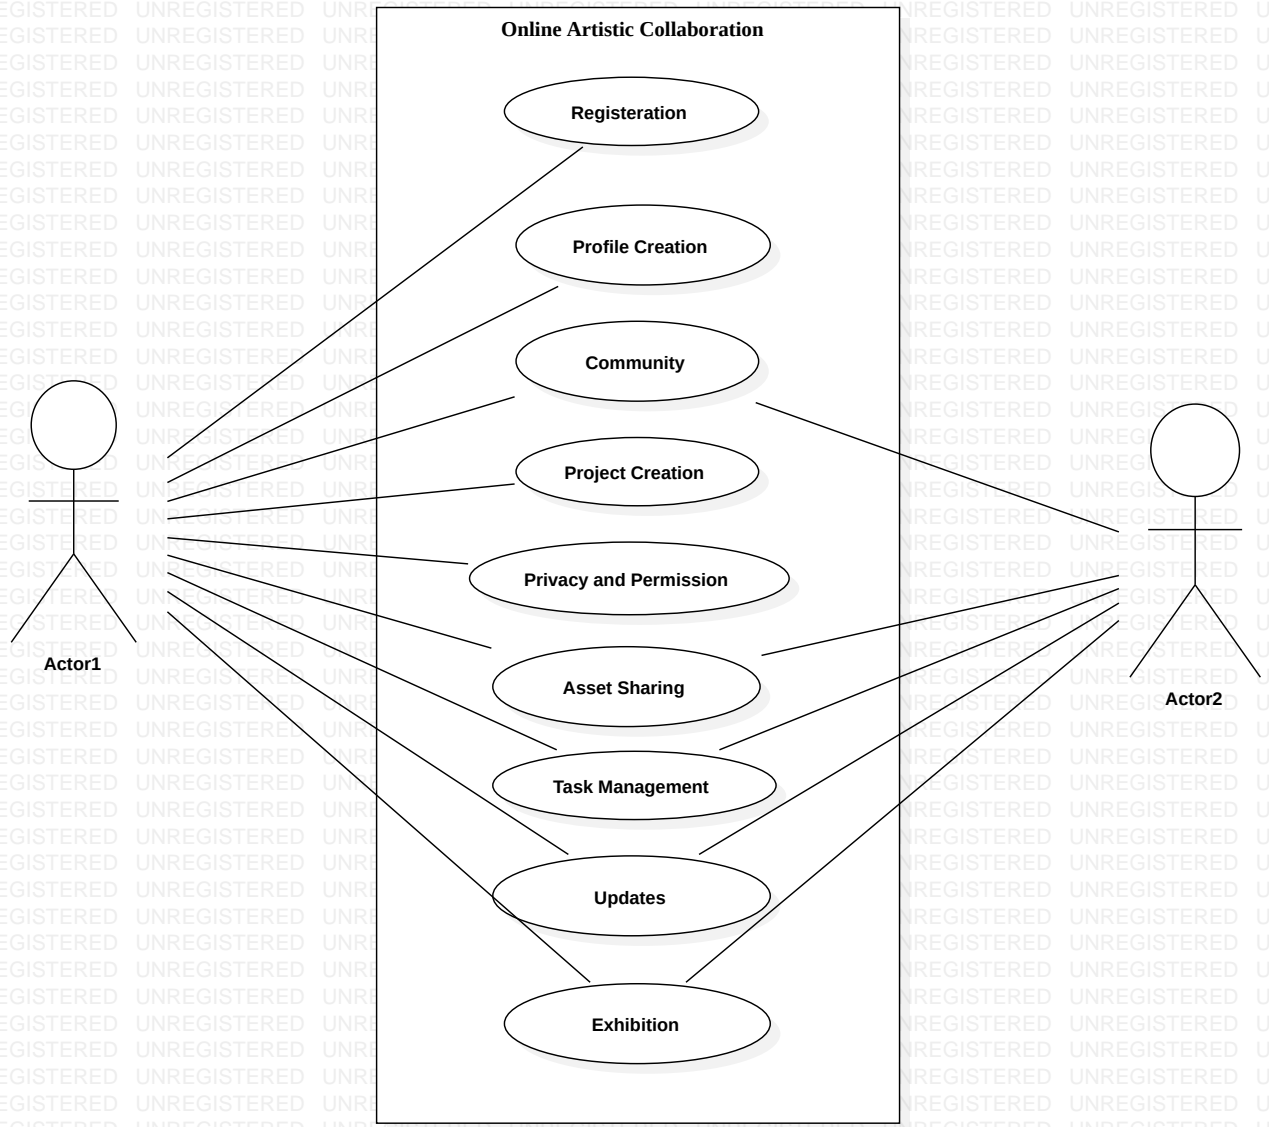 Online Artistic Collaboration
Registeration
Profile Creation
Community
Project Creation
Privacy and Permission
Asset Sharing
Task Management
Updates
Exhibition
Actor1
Actor2
UNREGISTERED